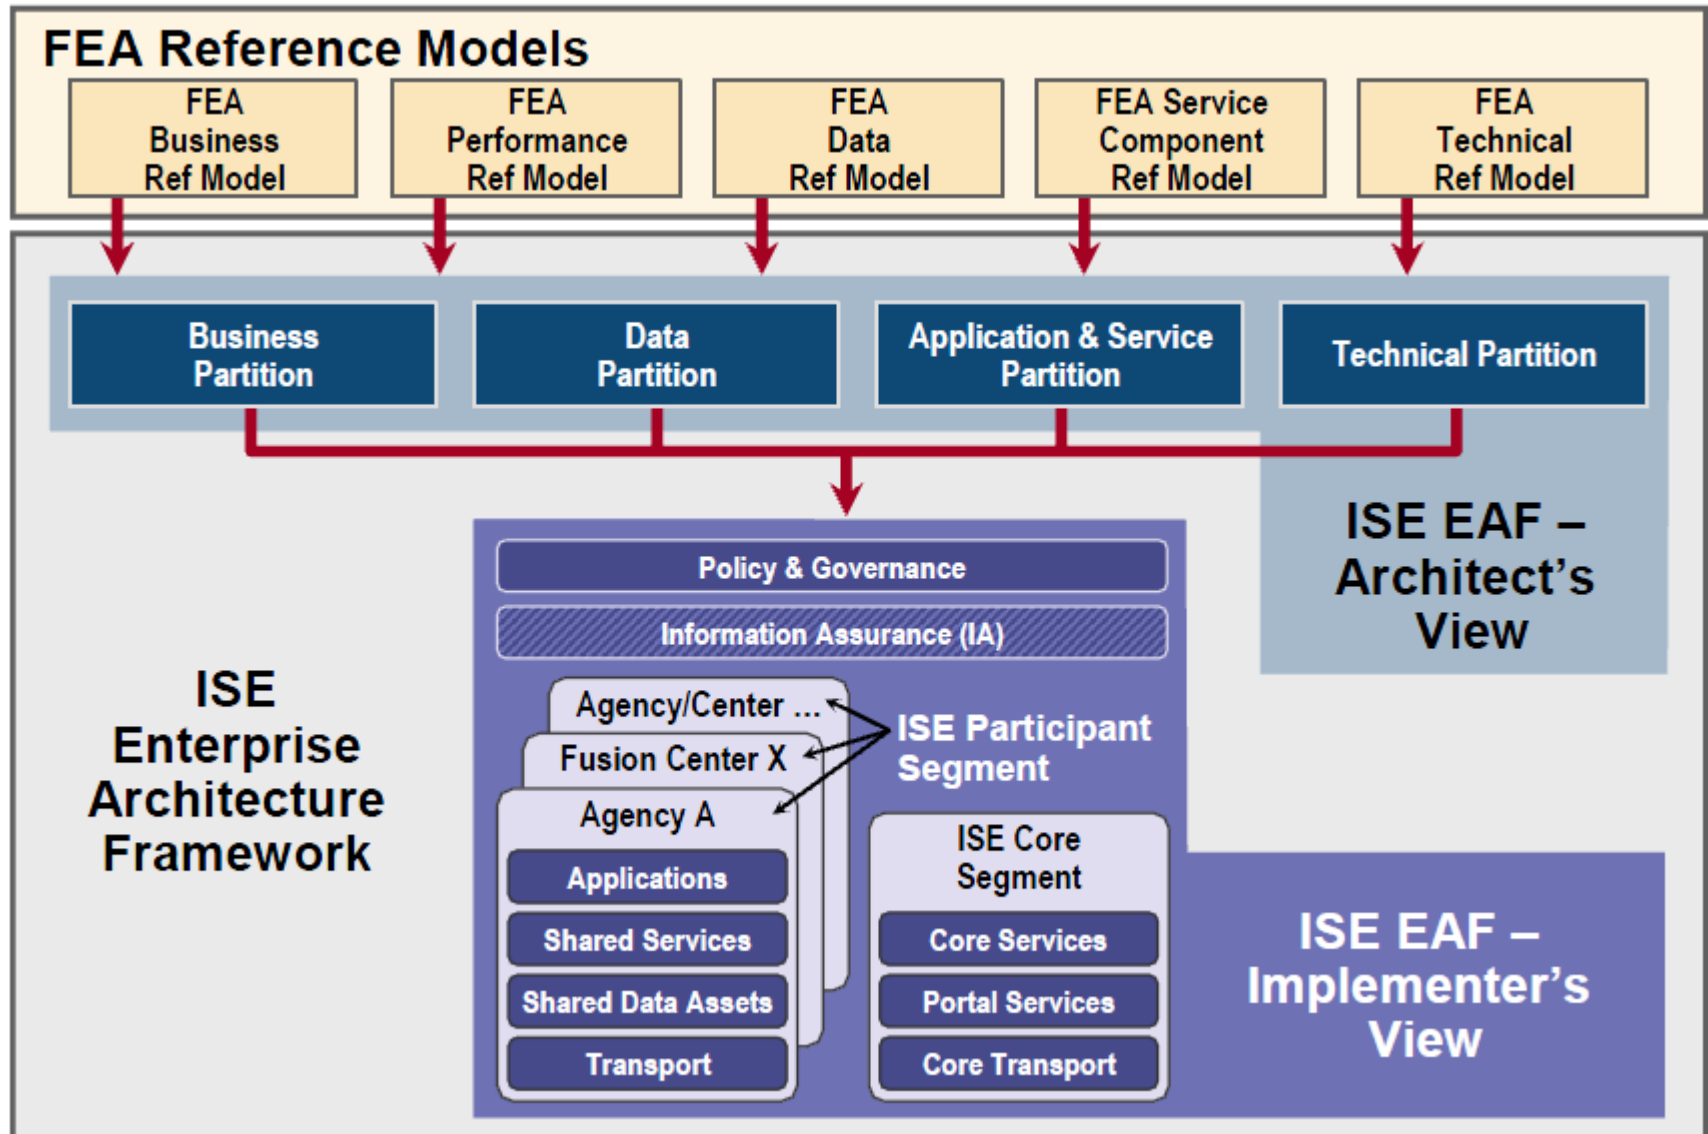 FEA Reference Models
FEA
Business
Ref Model
FEA
Performance
Ref Model
FEA
Data
Ref Model
FEA Service
Component
Ref Model
FEA
Technical
Ref Model
Business
Partition
Data
Partition
Application & Service
Partition
Technical Partition
ISE EAF –
Architect's
View
Policy & Governance
Information Assurance (IA)
ISE
Enterprise
Architecture
Framework
Agency/Center ...
Fusion Center X
Agency A
Applications
Shared Services
Shared Data Assets
Transport
ISE Participant
Segment
ISE Core
Segment
Core Services
Portal Services
Core Transport
ISE EAF –
Implementer's
View